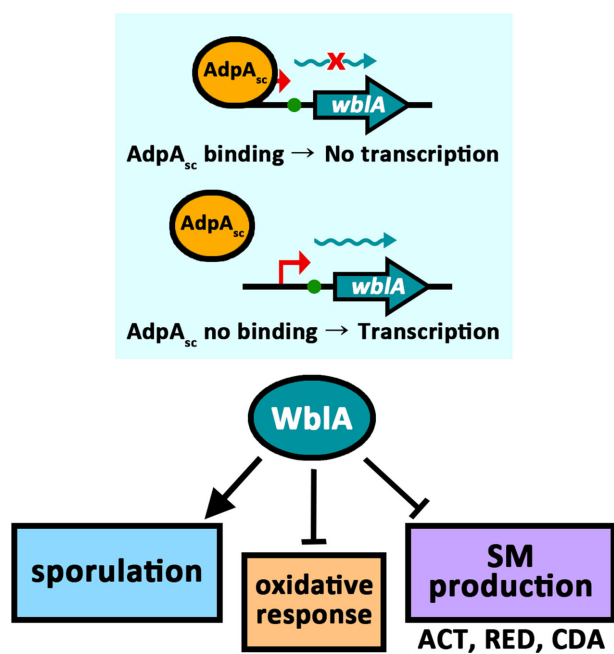 AdpAsc
X
wblA
AdpAsc binding → No transcription
AdpAsc
wblA
AdpAsc no binding → Transcription
WblA
sporulation
oxidative
response
SM
production
ACT, RED, CDA